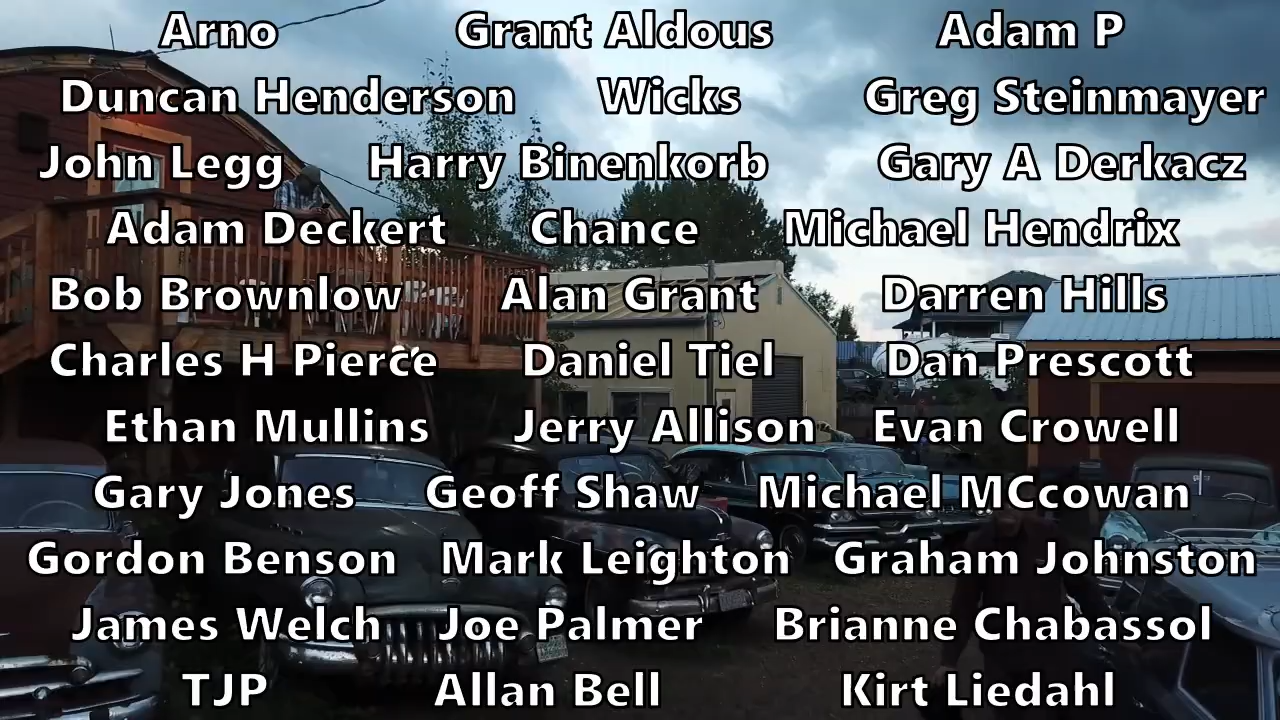 Arno Grant Aldous Adam P
Duncan Henderson Wicks Greg Steinmayer
John Legg Harry Binenkorb Gary A Derkacz
Adam Deckert Chance Michael Hendrix
Bob Brownlow Alan Grant Darren Hills
Charles H Pierce Daniel Tiel Dan Prescott
Ethan Mullins Jerry Allison Evan Crowell
Gary Jones Geoff Shaw Michael MCcowan
Gordon Benson Mark Leighton Graham Johnston
James Welch Joe Palmer Brianne Chabassol
TJP Allan Bell Kirt Liedahl